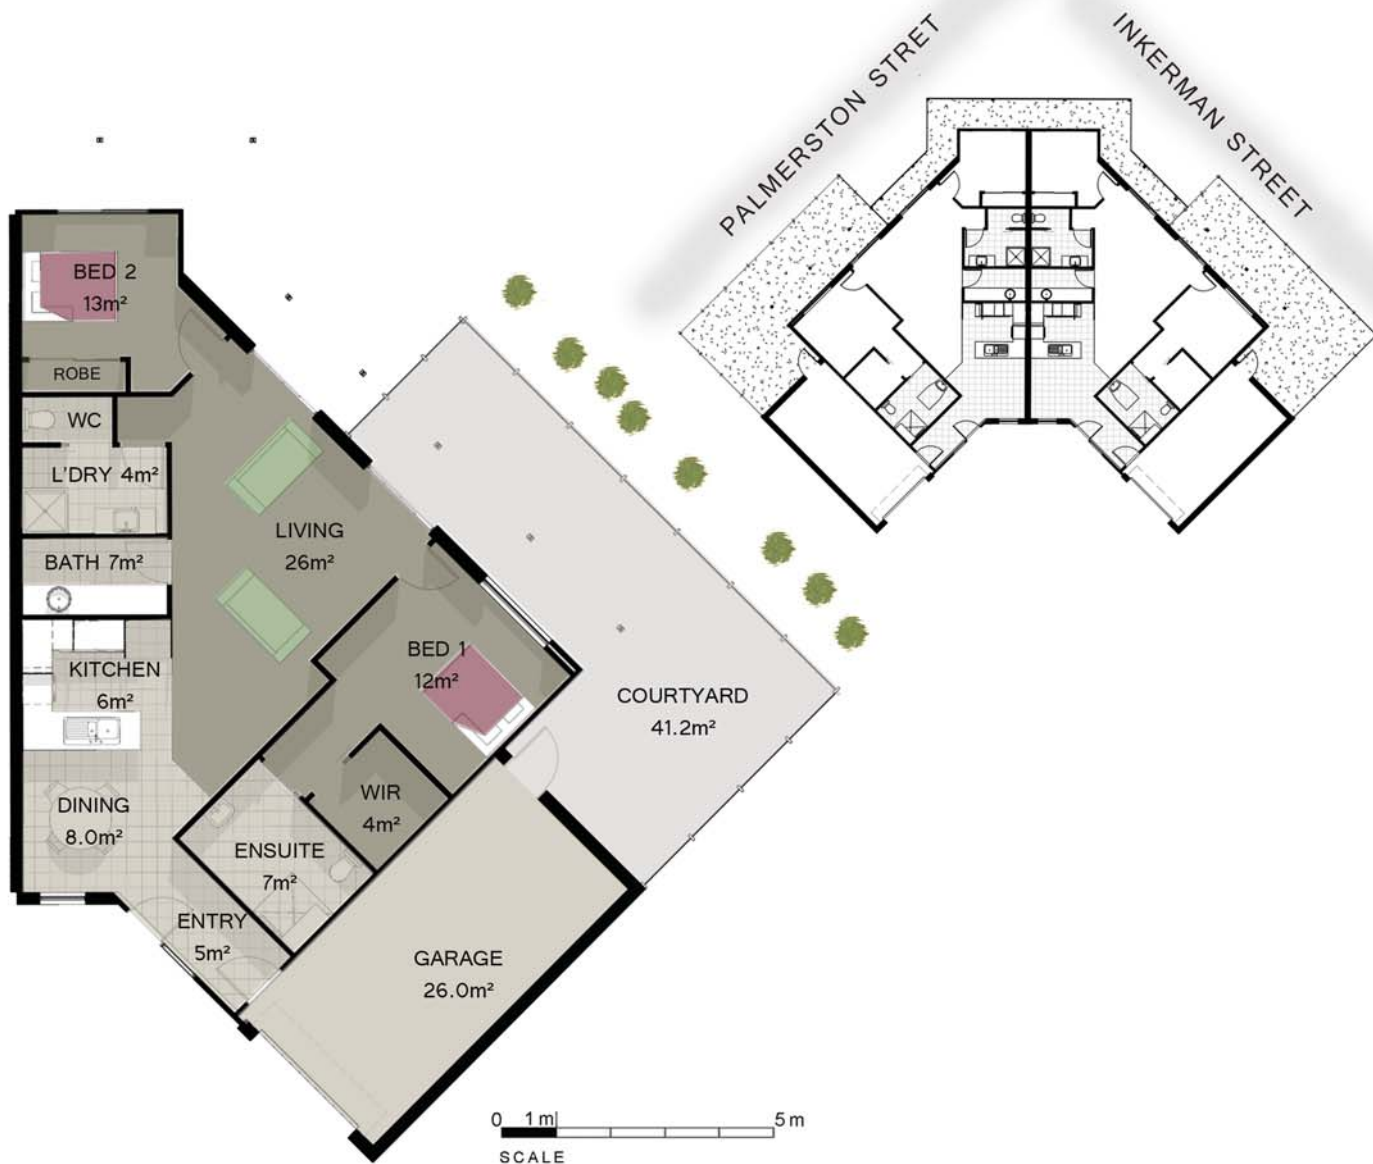 PALMERSTON STRET
INKERMAN STREET
BED 2
13m²
ROBE
WC
L'DRY 4m²
LIVING
26m²
BATH 7m²
BED 1
12m²
KITCHEN
6m²
COURTYARD
41.2m²
WIR
4m²
DINING
8.0m²
ENSUITE
7m²
ENTRY
5m²
GARAGE
26.0m²
0 1 m 5 m
SCALE